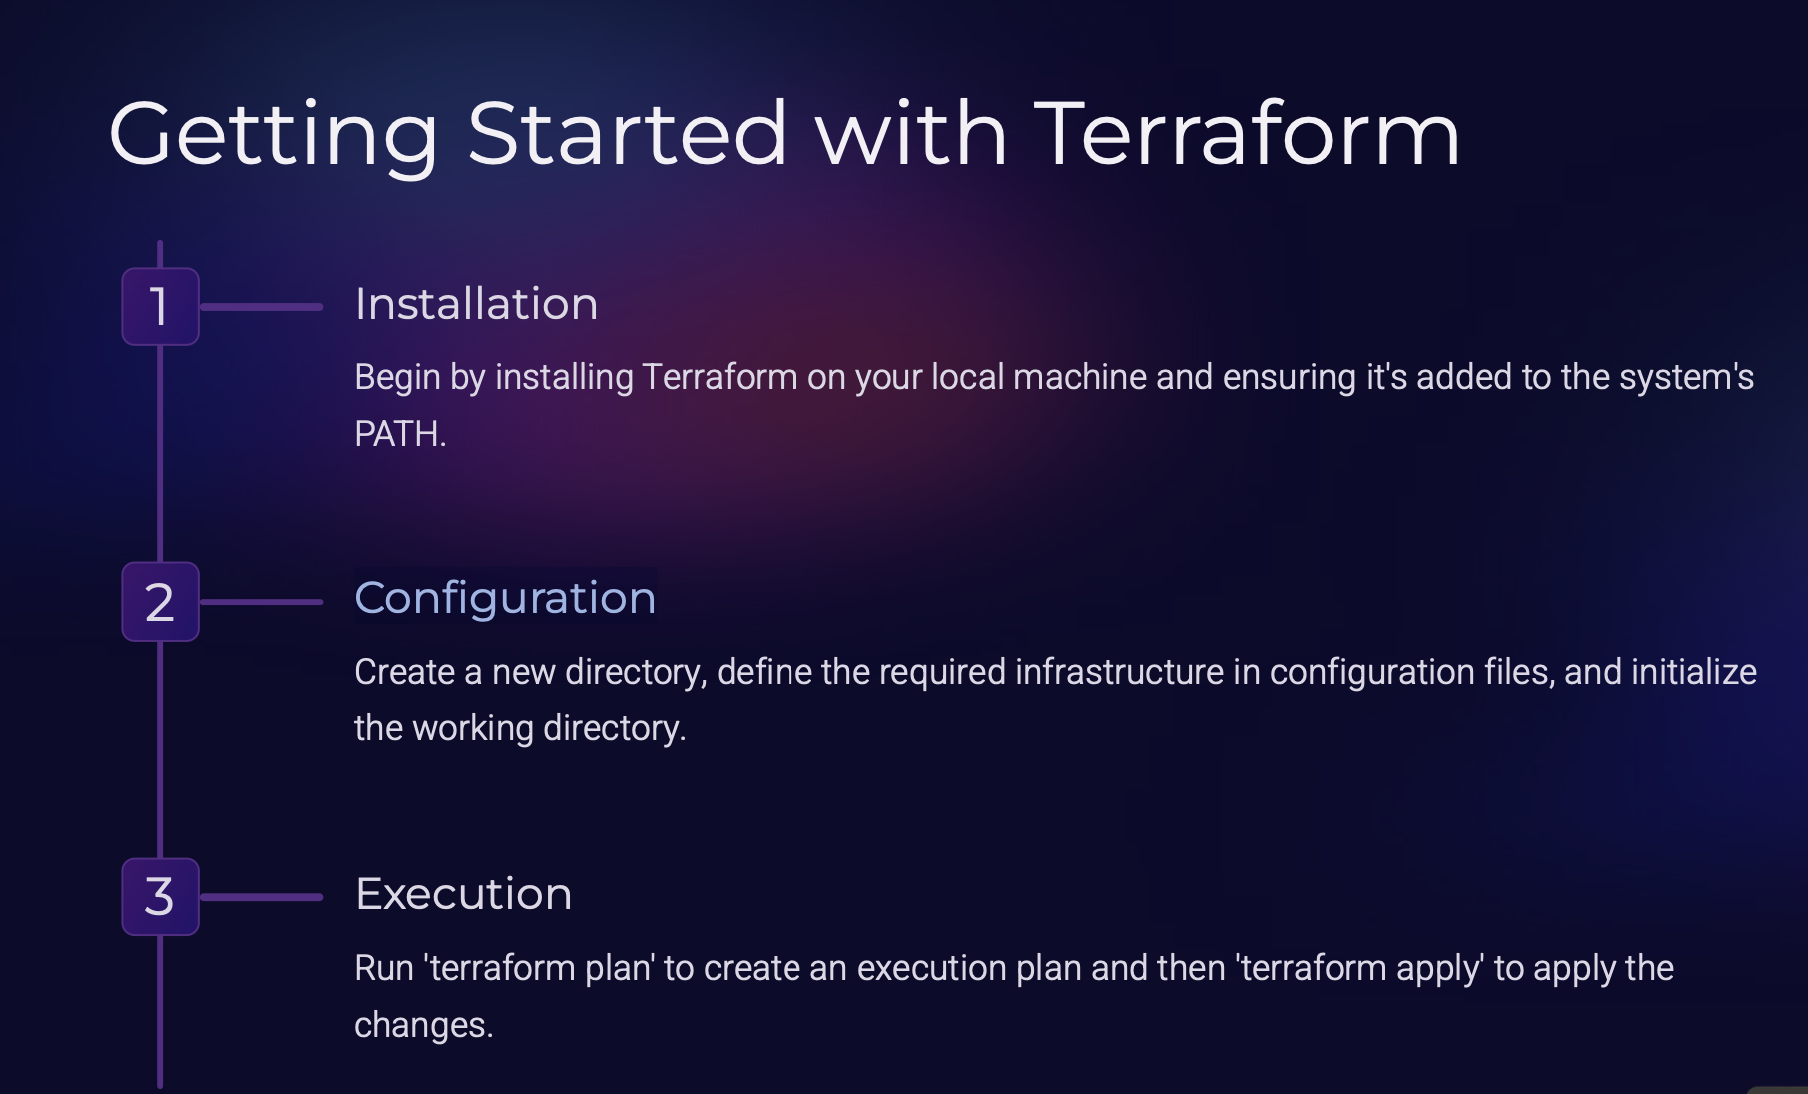 Getting Started with Terraform
1
Installation
Begin by installing Terraform on your local machine and ensuring it's added to the system's
PATH.
2
Configuration
Create a new directory, define the required infrastructure in configuration files, and initialize
the working directory.
3
Execution
Run 'terraform plan' to create an execution plan and then 'terraform apply' to apply the
changes.